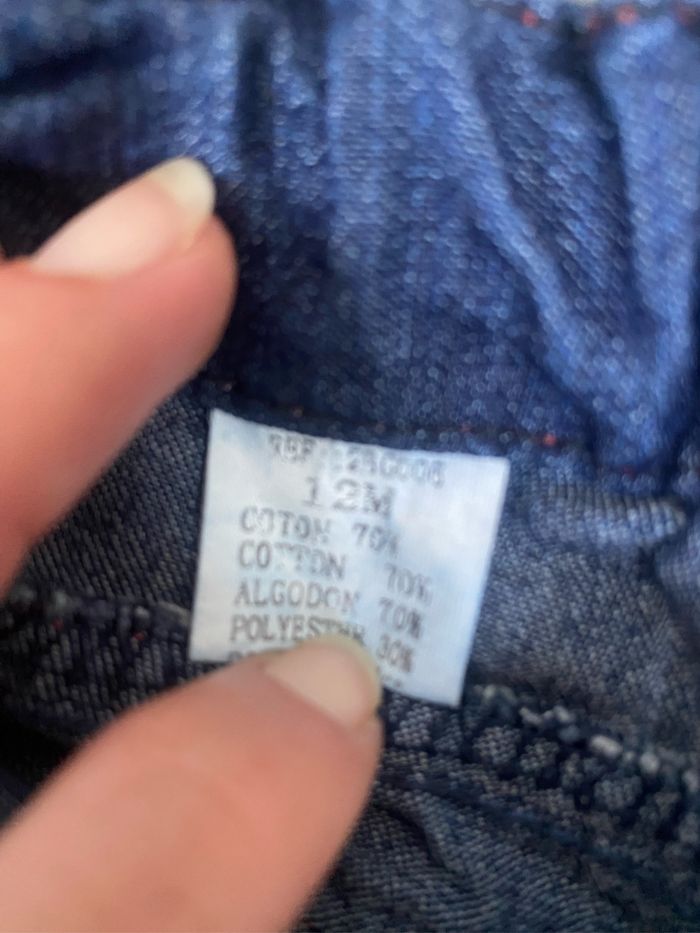 12M
COTON 70%
COTTON 70%
ALGODON 70%
POLYESTER 30%